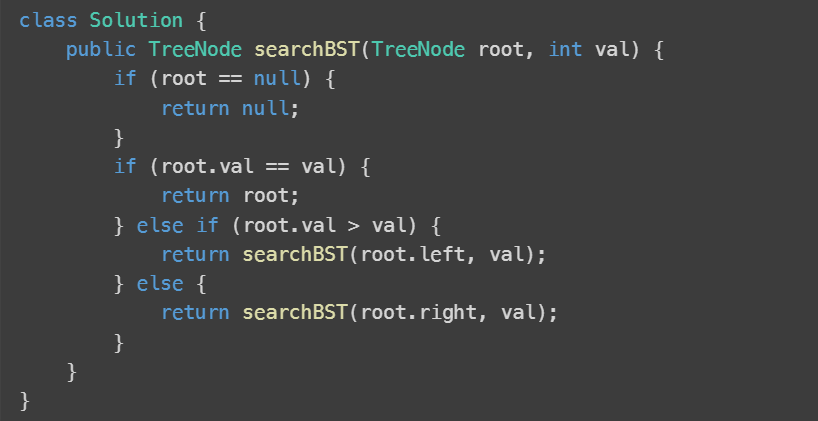 class Solution {
    public TreeNode searchBST(TreeNode root, int val) {
        if (root == null) {
            return null;
        }
        if (root.val == val) {
            return root;
        } else if (root.val > val) {
            return searchBST(root.left, val);
        } else {
            return searchBST(root.right, val);
        }
    }
}